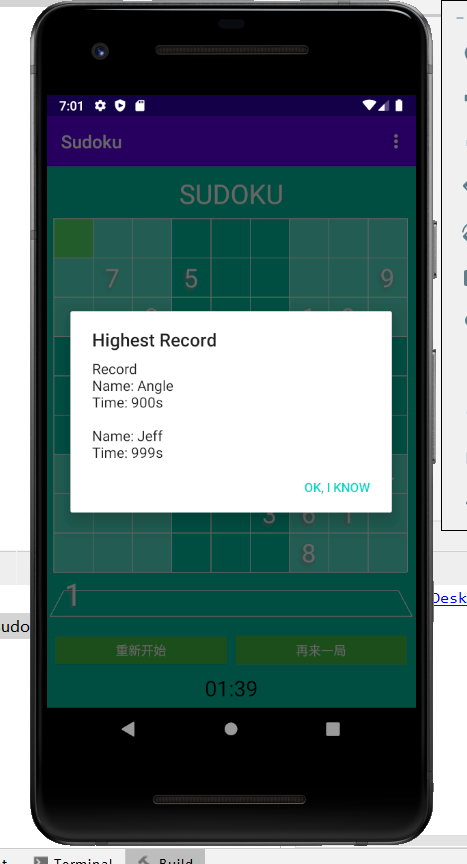 7:01
Sudoku
SUDOKU
7 5 9
Highest Record
Record
Name: Angle
Time: 900s
Name: Jeff
Time: 999s
OK, I KNOW
3 6 1
8
1
重新开始 再来一局
01:39
Desk
Terminal Build